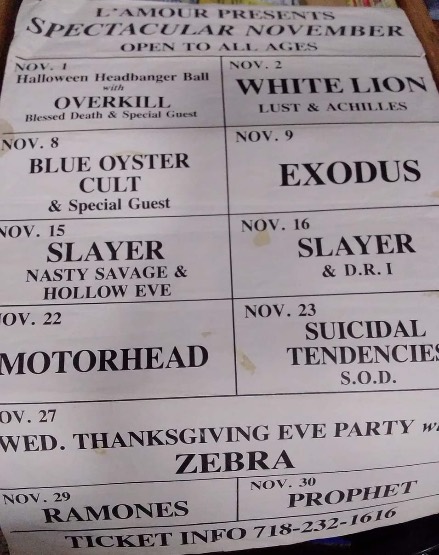 L'AMOUR PRESENTS
SPECTACULAR NOVEMBER
OPEN TO ALL AGES
NOV. 1
Halloween Headbanger Ball
with
OVERKILL
Blessed Death & Special Guest
NOV. 2
WHITE LION
LUST & ACHILLES
NOV. 8
BLUE OYSTER
CULT
& Special Guest
NOV. 9
EXODUS
NOV. 15
SLAYER
NASTY SAVAGE &
HOLLOW EVE
NOV. 16
SLAYER
& D.R. I
OV. 22
MOTORHEAD
NOV. 23
SUICIDAL
TENDENCIES
S.O.D.
OV. 27
WED. THANKSGIVING EVE PARTY
ZEBRA
NOV. 29
RAMONES
NOV. 30
PROPHET
TICKET INFO 718-232-1616